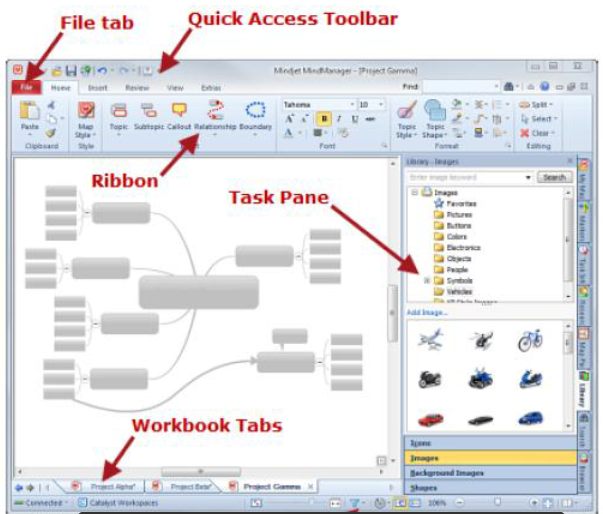 File tab
Quick Access Toolbar
Mindjet MindManager - [Project Gamma]
File Home Insert Review View Extras
Find:
Paste
Map Style
Topic Subtopic Callout Relationship Boundary
Tahoma 10
B I U
Topic Style
Topic Shape
Split
Select
Clear
Clipboard Style Font Format Editing
Ribbon
Task Pane
Library - Images
Enter image keyword Search
Images
Favorites
Pictures
Buttons
Colors
Electronics
Objects
People
Symbols
Vehicles
Add Image...
Library
Search
Icons
Images
Background Images
Shapes
Workbook Tabs
Project Alpha* Project Beta* Project Gamma
Connected Catalyst Workspaces 106%